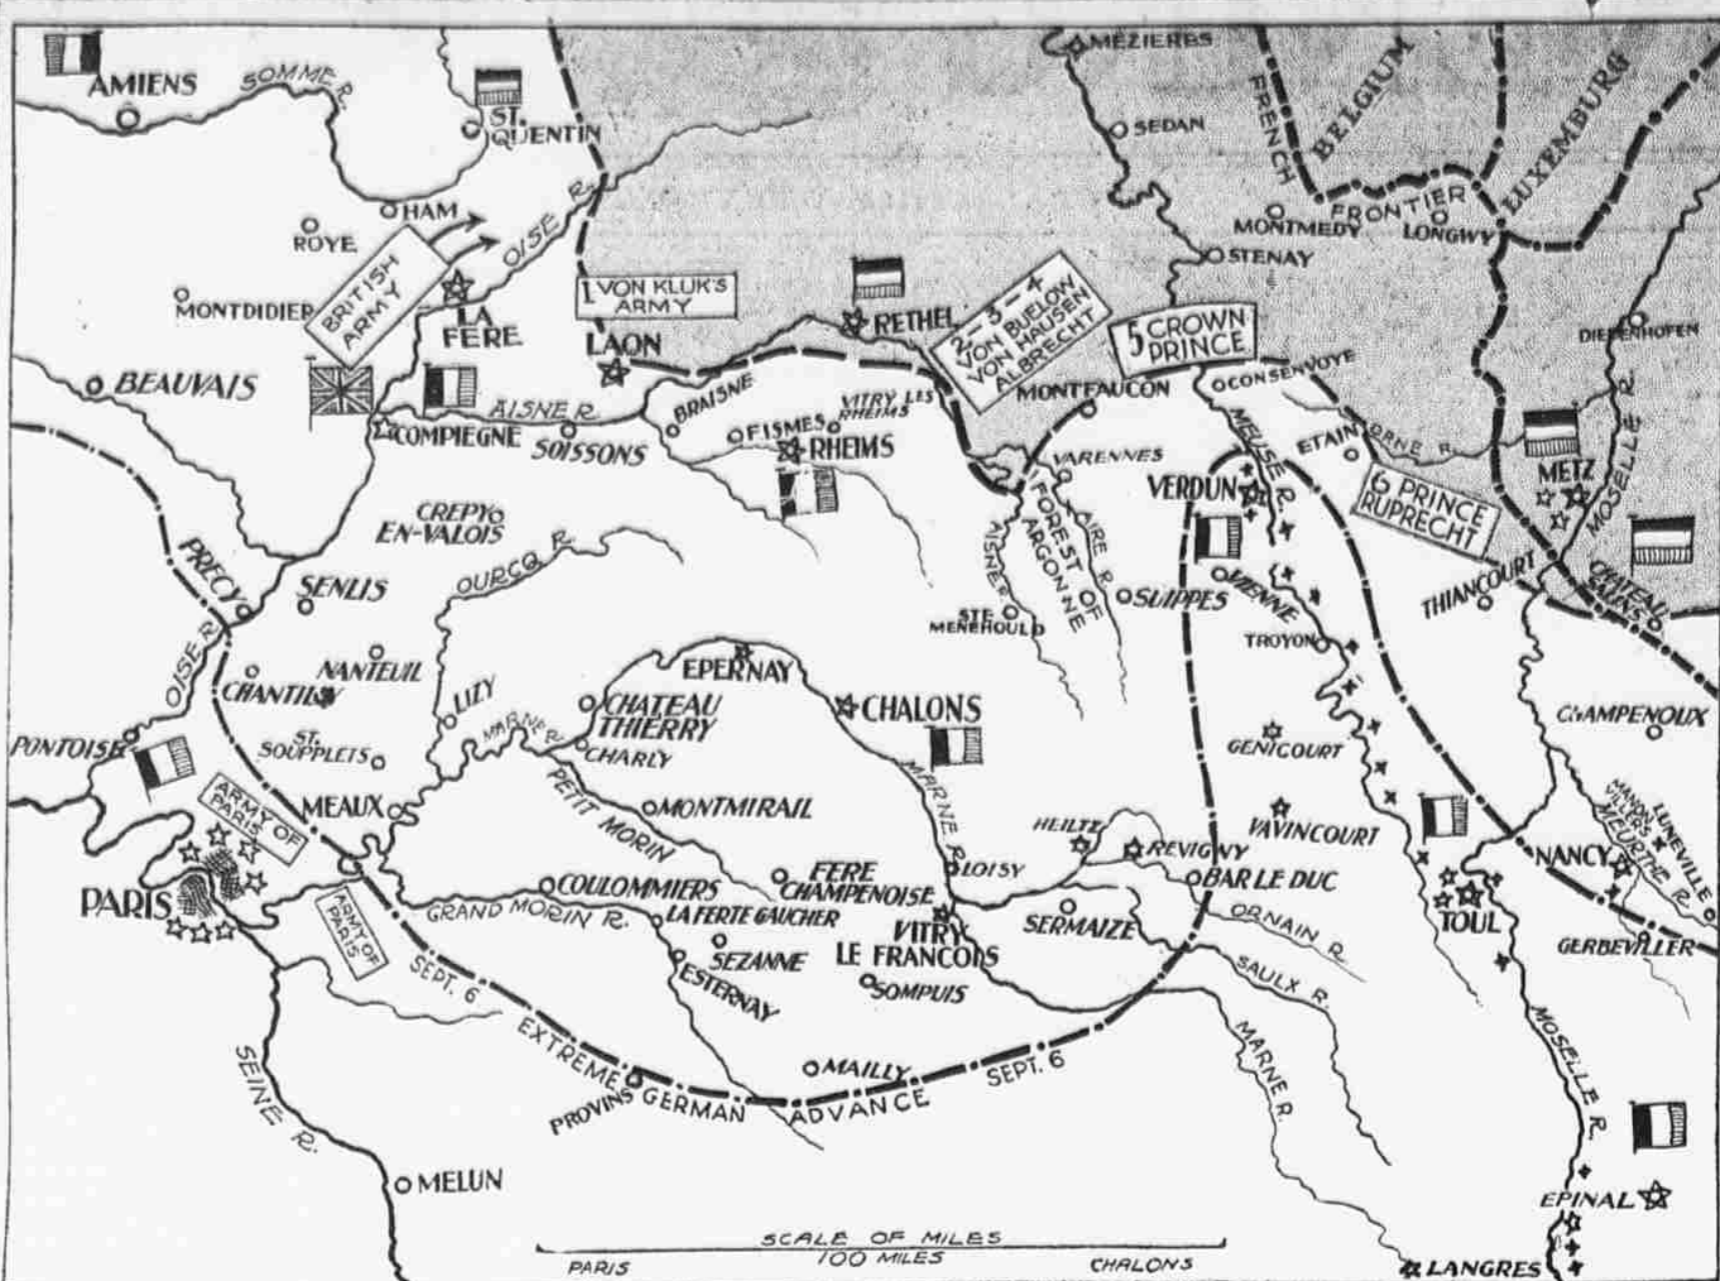 AMIENS
SOMME R.
ST.
QUENTIN
HAM
ROYE
MONTDIDIER
BRITISH
ARMY
OISE R.
LA
FERE
1 VON KLUK'S
ARMY
LAON
MÉZIERES
SEDAN
FRENCH
FRONTIER
BELGIUM
LUXEMBURG
MONTMEDY
LONGWY
STENAY
RETHEL
2-3-4
VON BUELOW
VON HAUSEN
ALBRECHT
5 CROWN
PRINCE
MONTFAUCON
CONSENVOYE
DIEDENHOFEN
BEAUVAIS
COMPIEGNE
AISNE R.
SOISSONS
BRAISNE
FISMES
VITRY LES
RHEIMS
RHEIMS
VARENNES
MEUSE R.
VERDUN
ETAIN
ORNE R.
6 PRINCE
RUPRECHT
METZ
MOSELLE R.
CREPY
EN-VALOIS
OURCQ R.
AISNE R.
FOREST OF
ARGONNE
AIRE R.
STE.
MENEHOULD
SUIPPES
VIENNE
TROYON
THIANCOURT
CHATEAU
SALINS
PRECY
SENLIS
OISE R.
NANTEUIL
CHANTILLY
LIZY
MARNE R.
EPERNAY
CHATEAU
THIERRY
CHARLY
CHALONS
GENICOURT
CHAMPENOUX
PONTOISE
ST.
SOUPPLETS
MEAUX
ARMY OF
PARIS
PETIT MORIN
MONTMIRAIL
MARNE R.
HEILTZ
REVIGNY
VAVINCOURT
LOISY
NANCY
MEURTHE R.
LUNEVILLE
PARIS
ARMY OF
PARIS
COULOMMIERS
GRAND MORIN R.
LA FERTE GAUCHER
FERE
CHAMPENOISE
SEZANNE
ESTERNAY
VITRY
LE FRANCOIS
SOMPUIS
SERMAIZE
BAR LE DUC
ORNAIN R.
SAULX R.
TOUL
GERBEVILLER
SEPT. 6
EXTREME GERMAN ADVANCE
SEPT. 6
PROVINS
MAILLY
MARNE R.
MOSELLE R.
SEINE R.
MELUN
EPINAL
LANGRES
SCALE OF MILES
100 MILES
PARIS
CHALONS